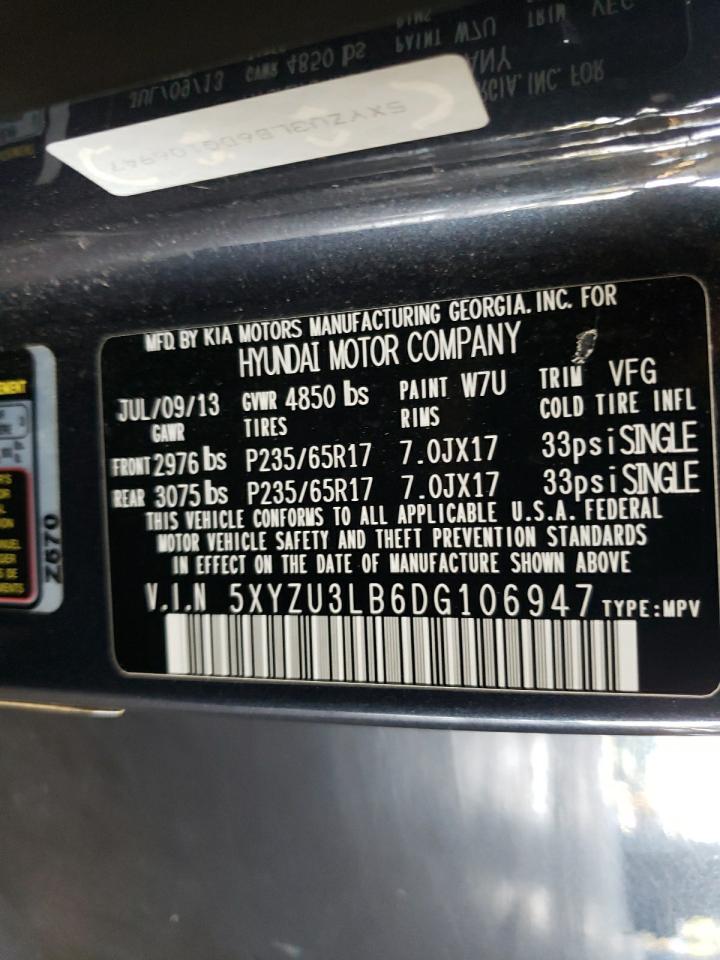 MFD. BY KIA MOTORS MANUFACTURING GEORGIA. INC. FOR
HYUNDAI MOTOR COMPANY
JUL/09/13 GVWR 4850 lbs PAINT W7U TRIM VFG
GAWR TIRES RIMS COLD TIRE INFL
FRONT 2976 lbs P235/65R17 7.0JX17 33psi SINGLE
REAR 3075 lbs P235/65R17 7.0JX17 33psi SINGLE
THIS VEHICLE CONFORMS TO ALL APPLICABLE U.S.A. FEDERAL
MOTOR VEHICLE SAFETY AND THEFT PREVENTION STANDARDS
IN EFFECT ON THE DATE OF MANUFACTURE SHOWN ABOVE
V.I.N 5XYZU3LB6DG106947 TYPE:MPV
Z670